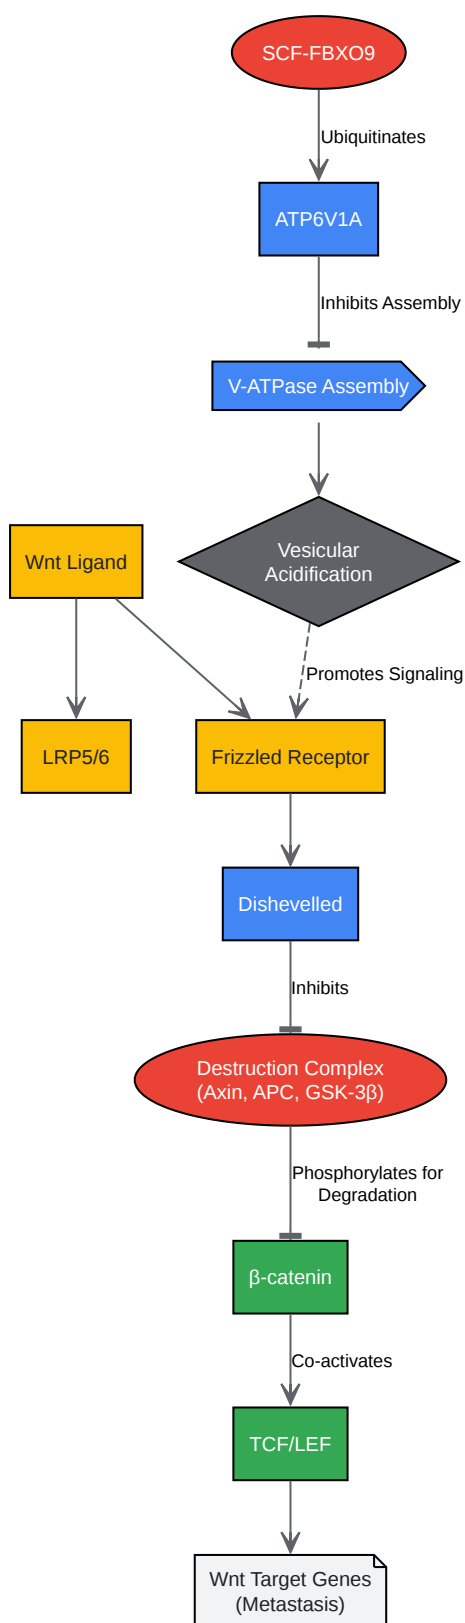 SCF-FBXO9
Ubiquitinates
ATP6V1A
Inhibits Assembly
V-ATPase Assembly
Vesicular
Acidification
Wnt Ligand
Promotes Signaling
LRP5/6
Frizzled Receptor
Dishevelled
Inhibits
Destruction Complex
(Axin, APC, GSK-3β)
Phosphorylates for
Degradation
β-catenin
Co-activates
TCF/LEF
Wnt Target Genes
(Metastasis)